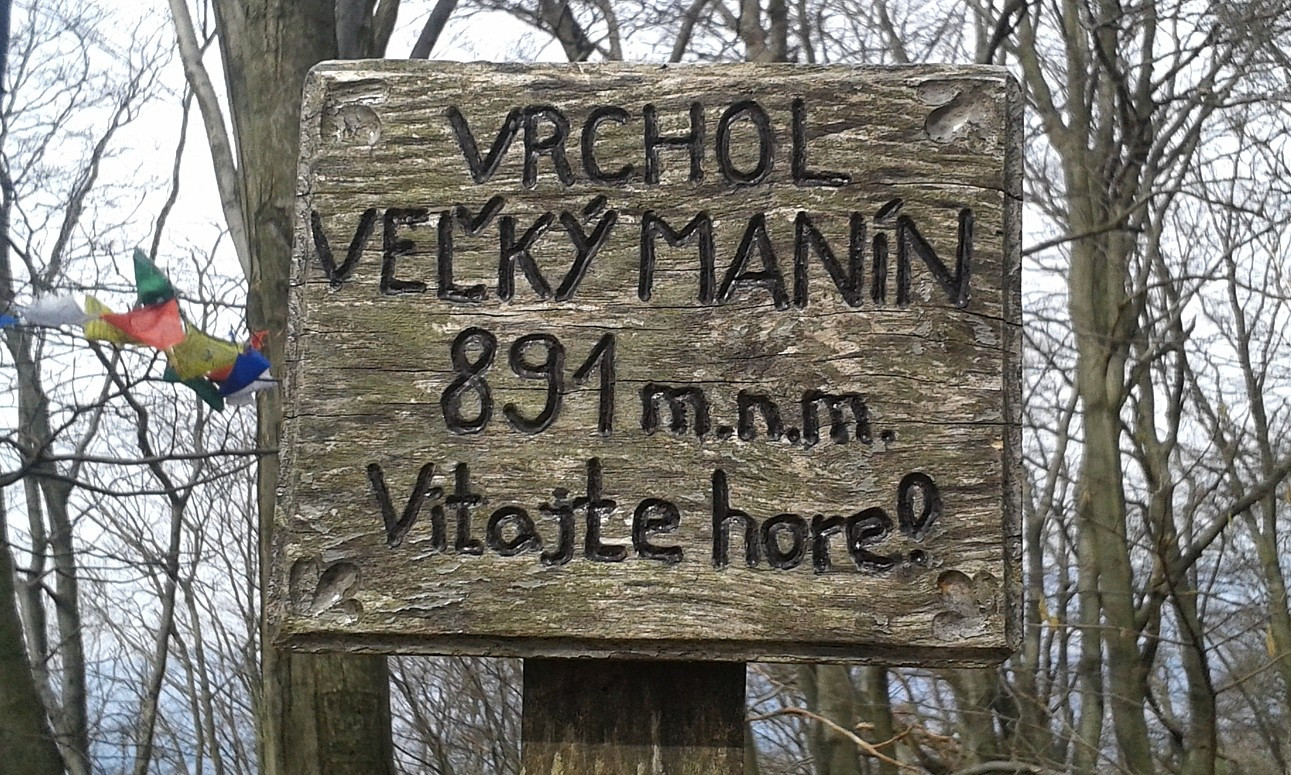 VRCHOL
VEĽKÝ MANÍN
891 m.n.m.
Vitajte hore!